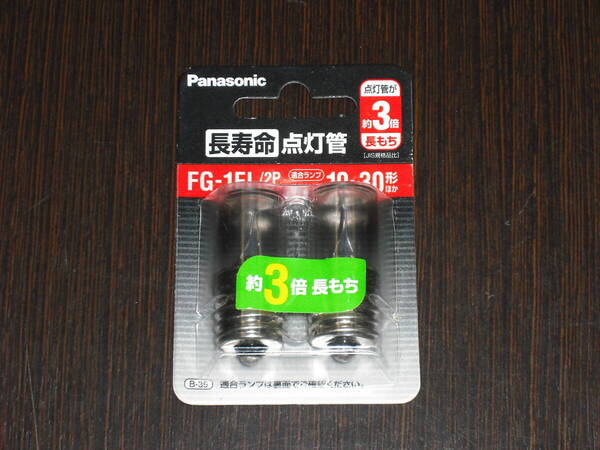 Panasonic
点灯管が
約3倍
長もち
[JIS規格品比]
長寿命 点灯管
FG-1EL/2P 適合ランプ 10~30形ほか
約3倍 長もち
B-35 適合ランプは裏面でご確認ください。